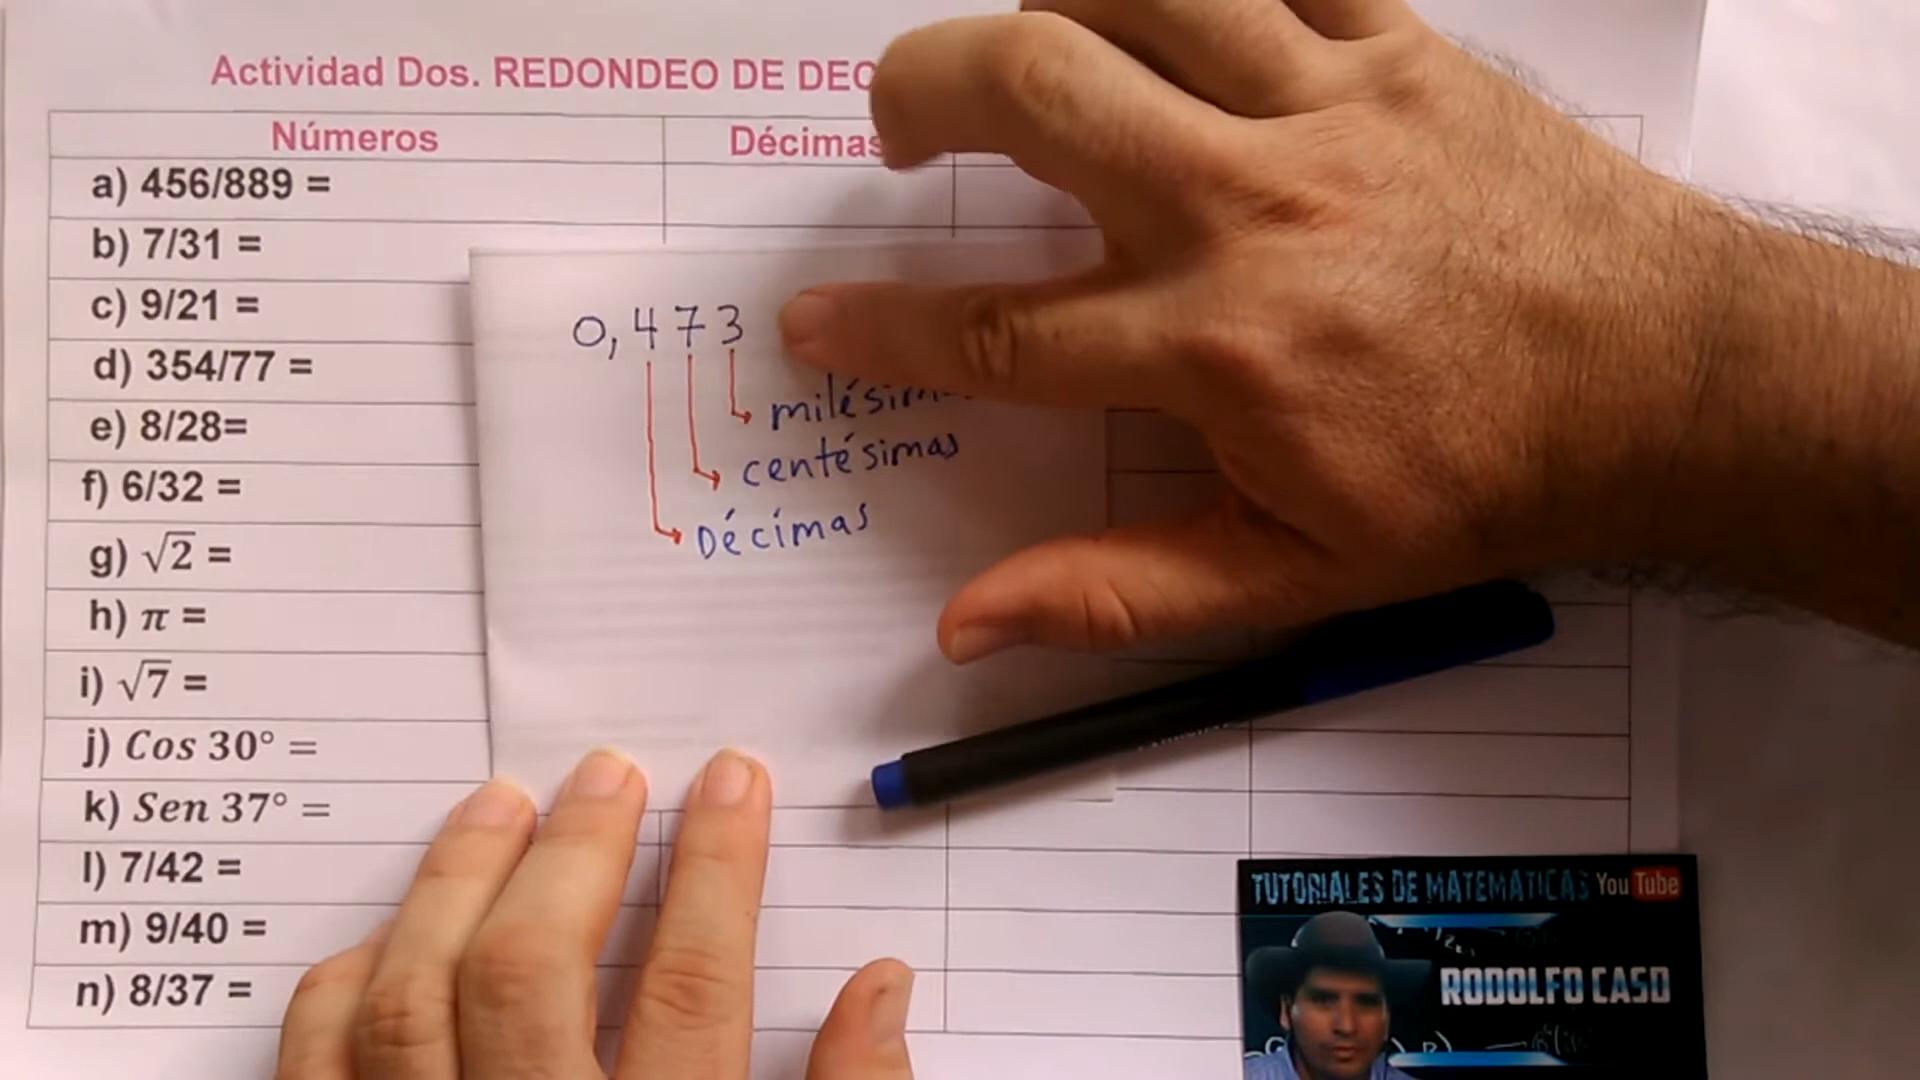 Actividad Dos. REDONDEO DE
Números Décimas
a) 456/889 =
b) 7/31 =
c) 9/21 =
d) 354/77 =
e) 8/28=
f) 6/32 =
g) √2 =
h) π =
i) √7 =
j) Cos 30° =
k) Sen 37° =
l) 7/42 =
m) 9/40 =
n) 8/37 =
0,473
centésimas
Décimas
TUTORIALES DE MATEMATICAS YouTube
RODOLFO CASO